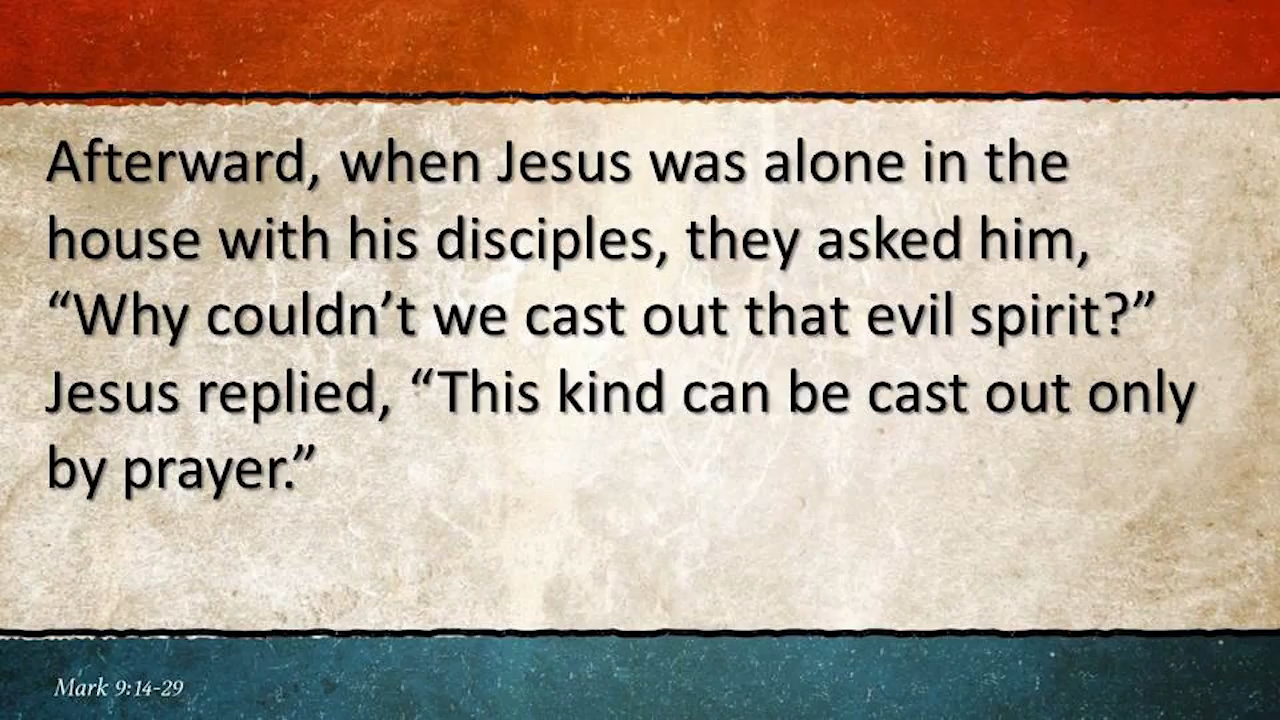 Afterward, when Jesus was alone in the
house with his disciples, they asked him,
“Why couldn’t we cast out that evil spirit?”
Jesus replied, “This kind can be cast out only
by prayer.”
Mark 9:14-29